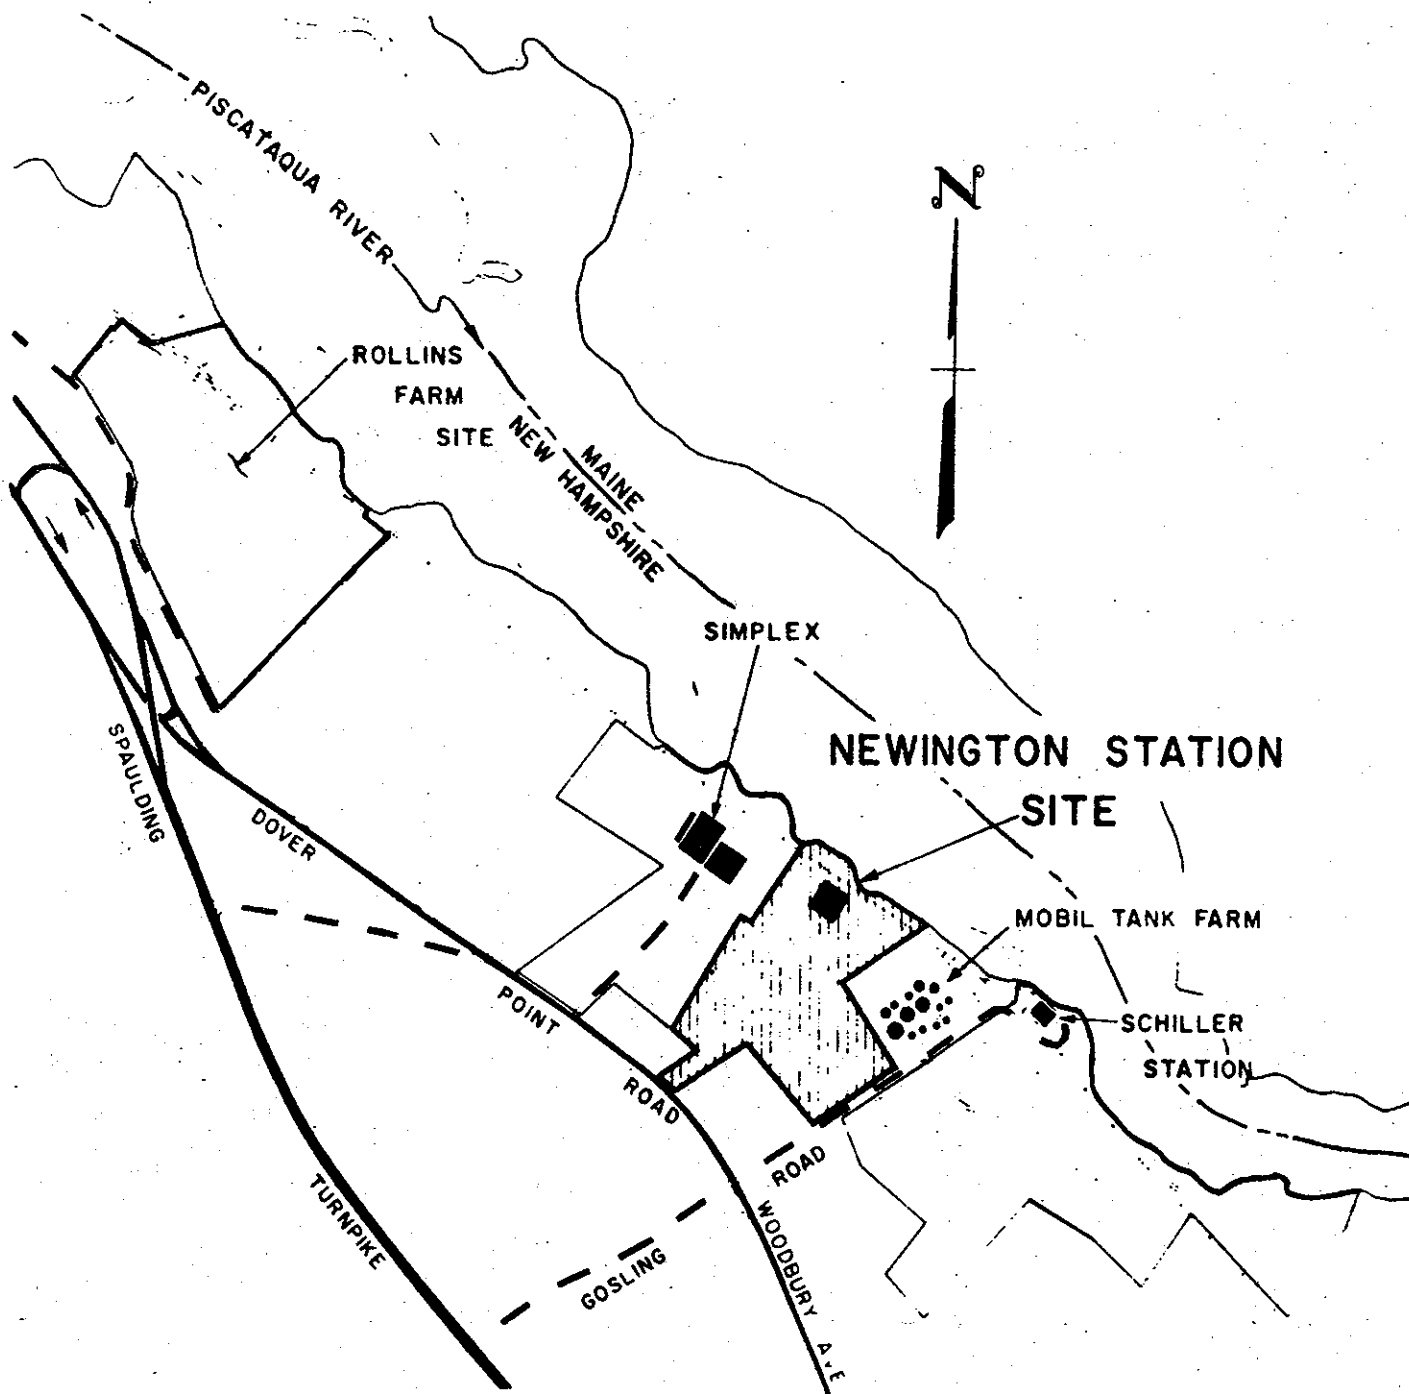 PISCATAQUA RIVER
N
ROLLINS
FARM
SITE
MAINE
NEW HAMPSHIRE
SIMPLEX
NEWINGTON STATION
SITE
SPAULDING
DOVER
MOBIL TANK FARM
POINT
SCHILLER
STATION
ROAD
ROAD
TURNPIKE
WOODBURY AVE
GOSLING